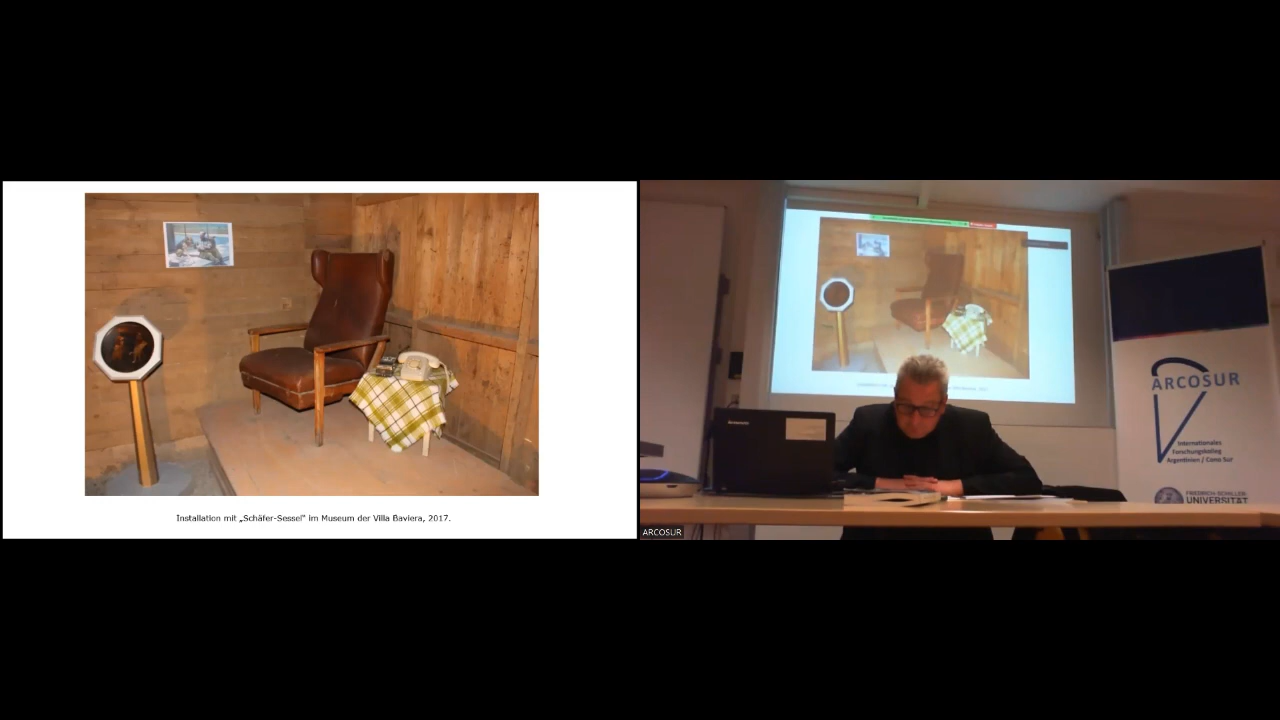 Installation mit „Schäfer-Sessel“ im Museum der Villa Baviera, 2017.
ARCOSUR
Internationales
Forschungskolleg
Argentinien / Cono Sur
FRIEDRICH-SCHILLER-
UNIVERSITÄT
ARCOSUR